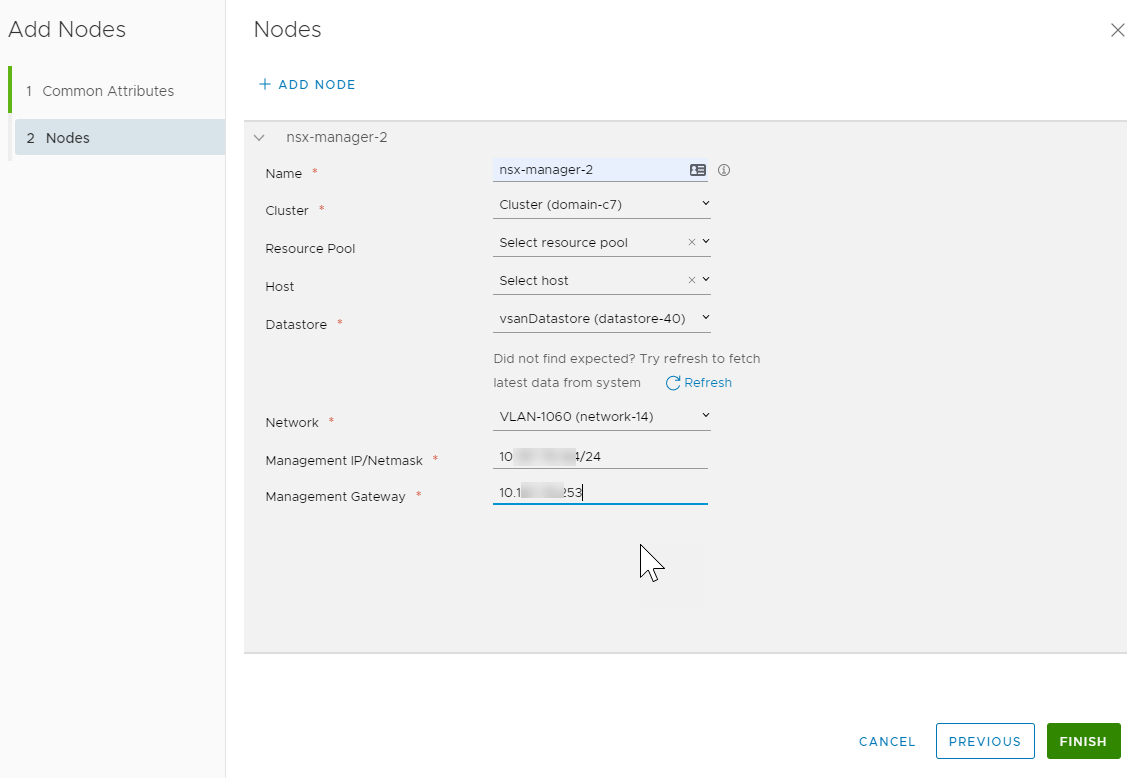 Add Nodes
1 Common Attributes
2 Nodes
Nodes
ADD NODE
nsx-manager-2
Name * nsx-manager-2
Cluster * Cluster (domain-c7)
Resource Pool Select resource pool
Host Select host
Datastore * vsanDatastore (datastore-40)
Did not find expected? Try refresh to fetch
latest data from system Refresh
Network * VLAN-1060 (network-14)
Management IP/Netmask * 10 4/24
Management Gateway * 10.1 253
CANCEL PREVIOUS FINISH